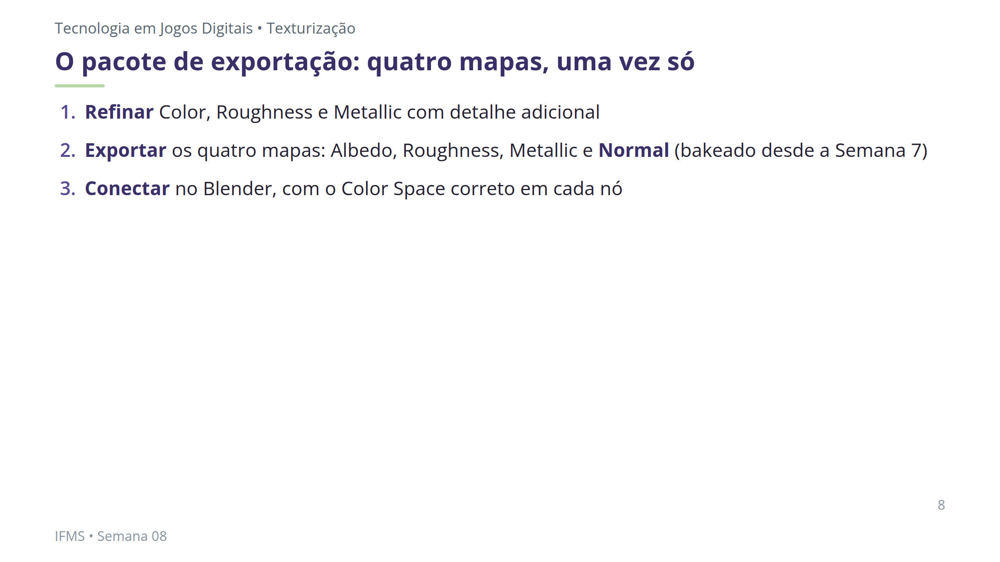 Tecnologia em Jogos Digitais • Texturização
O pacote de exportação: quatro mapas, uma vez só
1. Refinar Color, Roughness e Metallic com detalhe adicional
2. Exportar os quatro mapas: Albedo, Roughness, Metallic e Normal (bakeado desde a Semana 7)
3. Conectar no Blender, com o Color Space correto em cada nó
8
IFMS • Semana 08